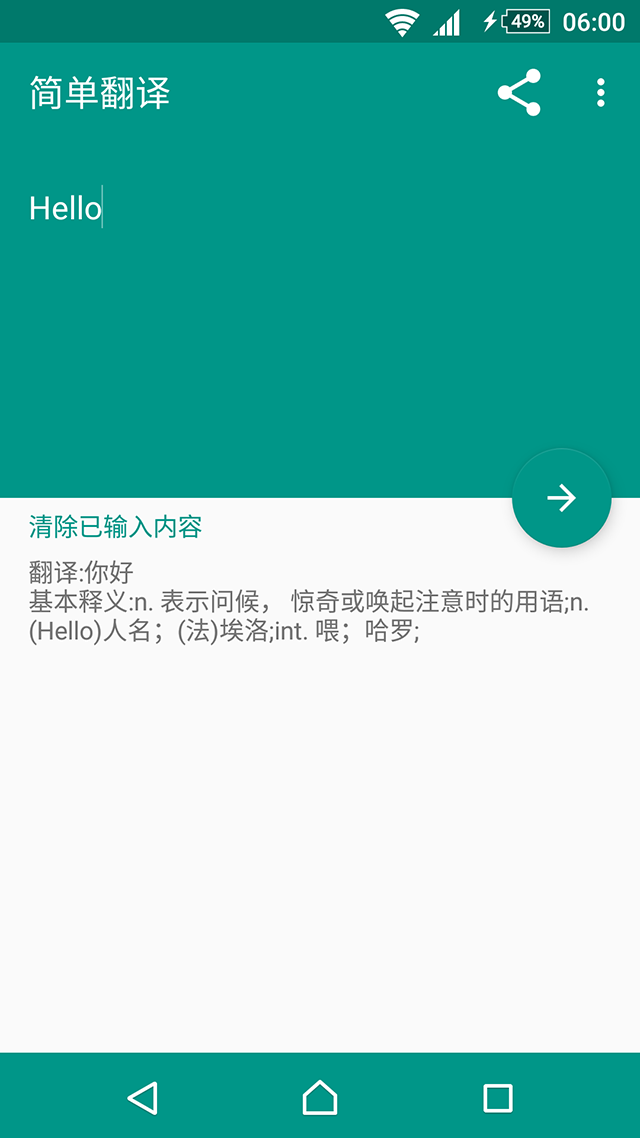 49% 06:00
简单翻译
Hello
清除已输入内容
翻译:你好
基本释义:n. 表示问候， 惊奇或唤起注意时的用语;n.
(Hello)人名；(法)埃洛;int. 喂；哈罗;